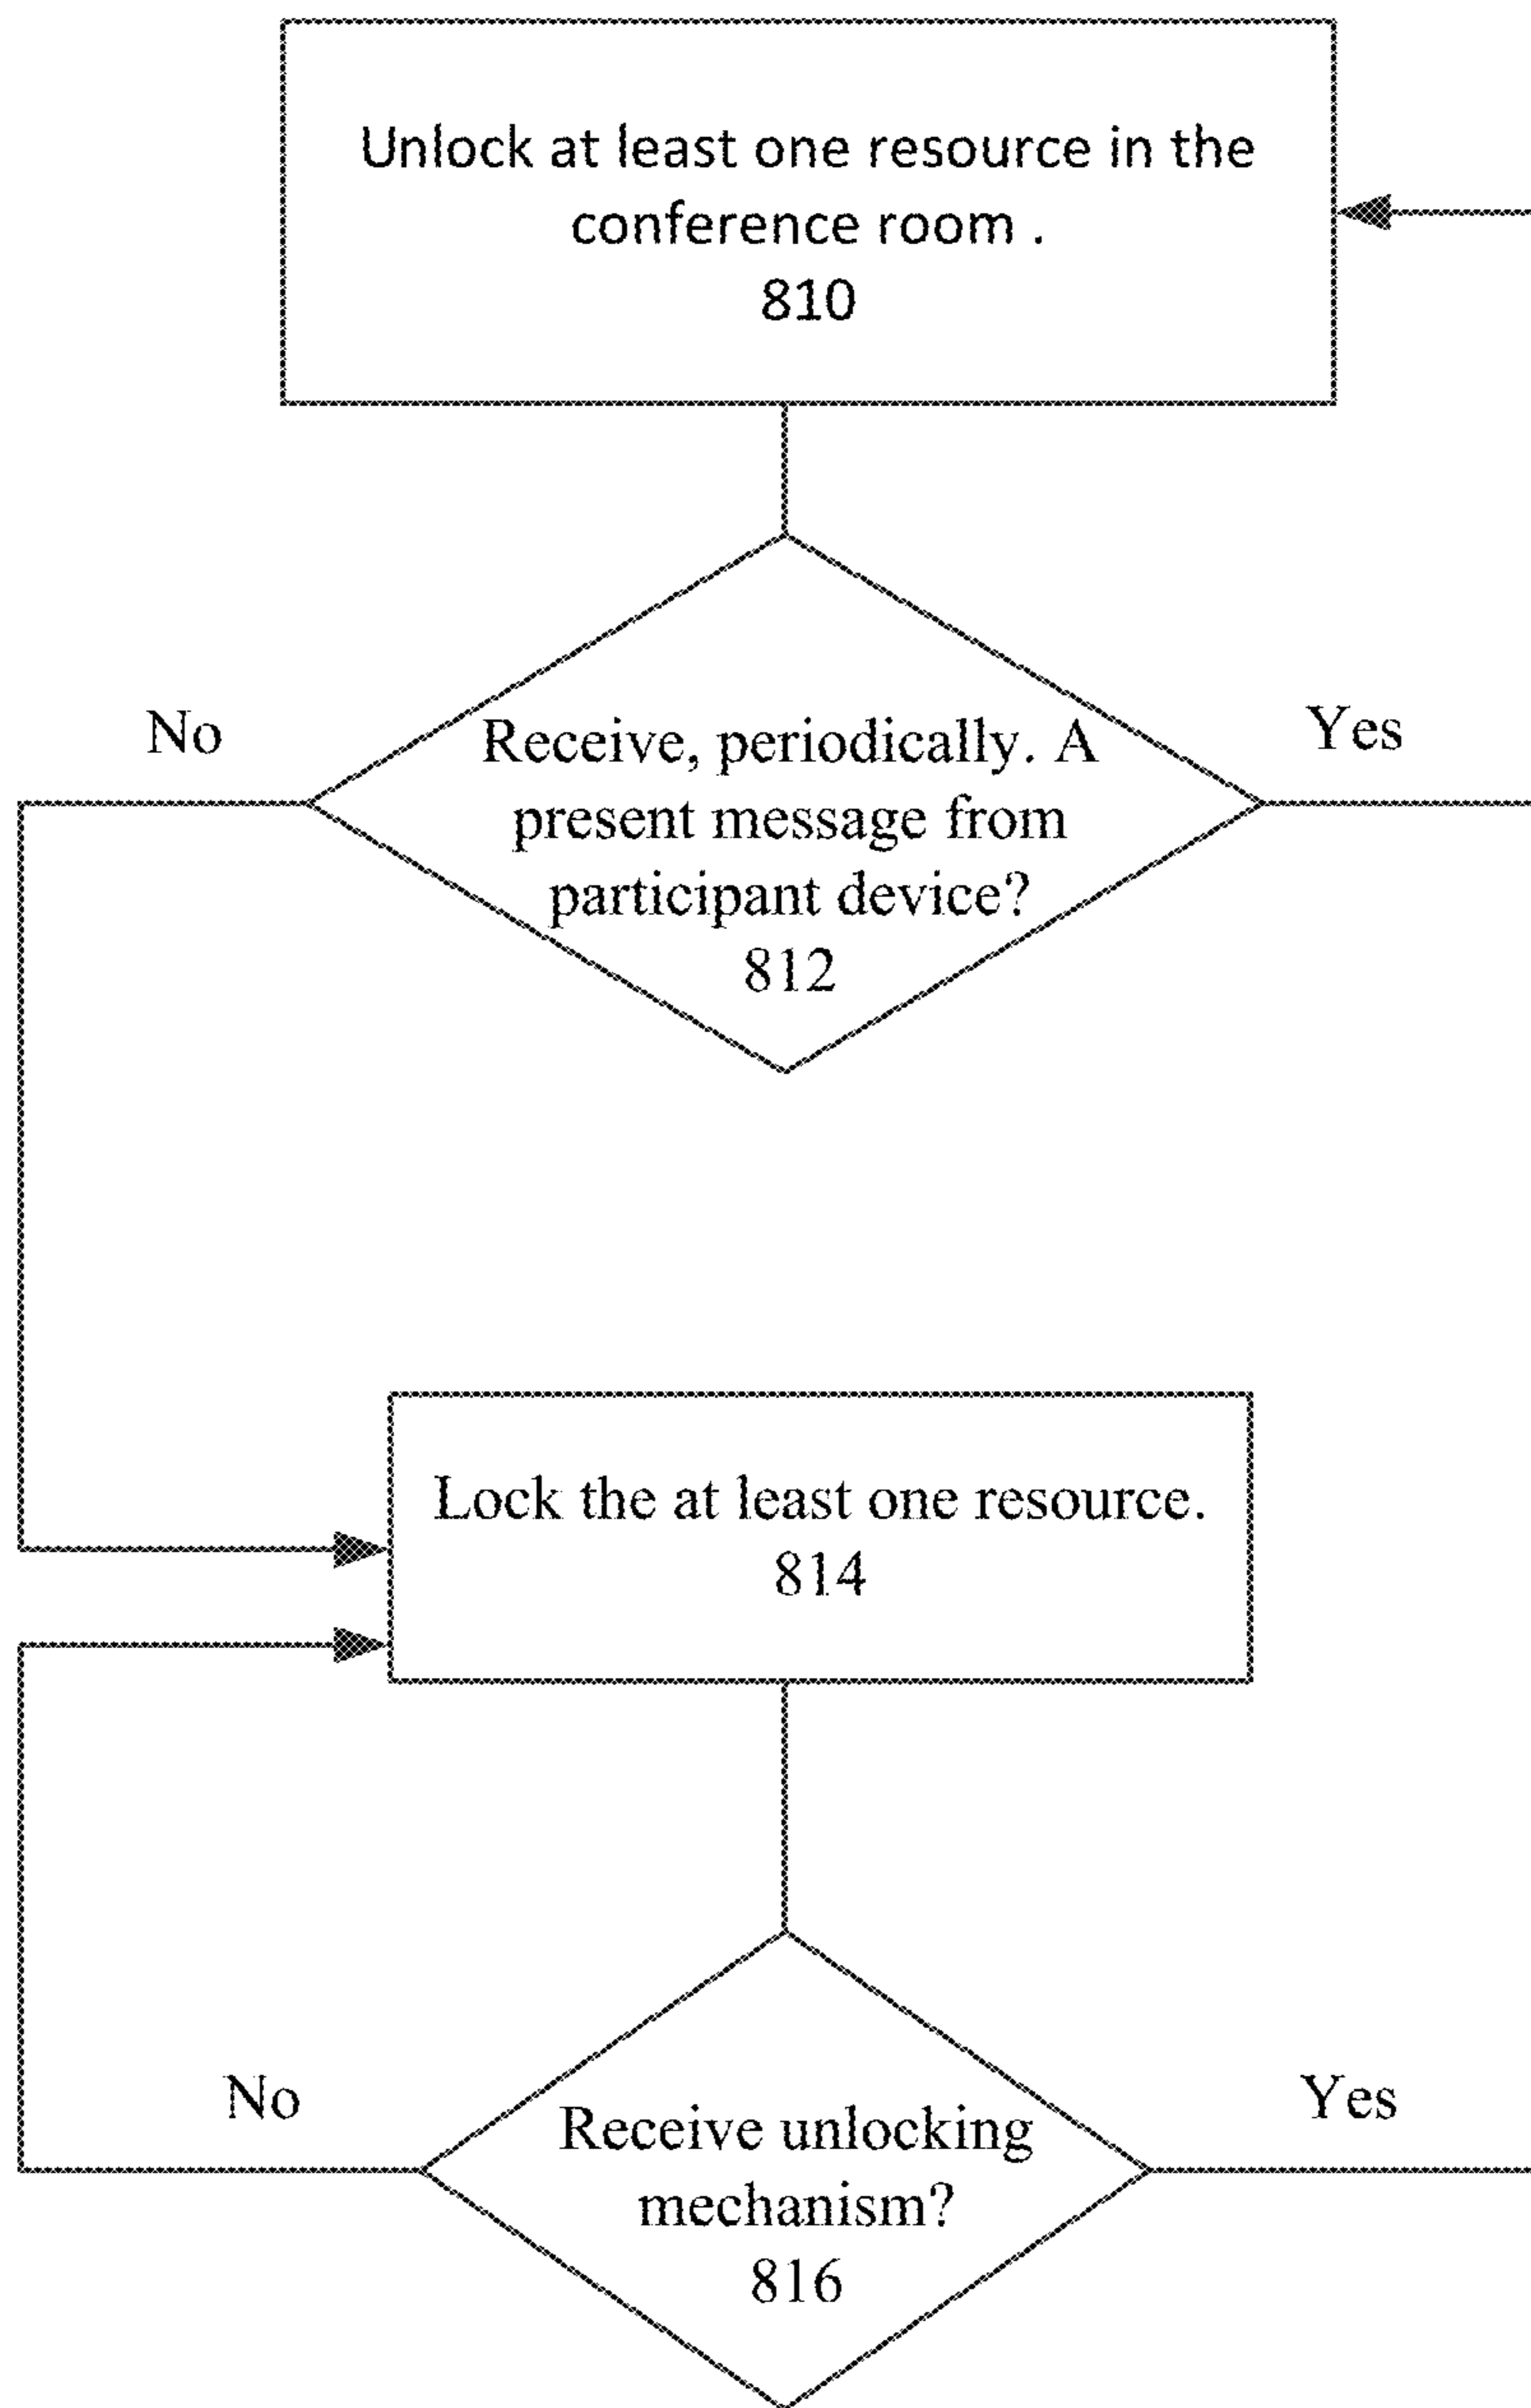 Unlock at least one resource in the
conference room .
810
No
Yes
Receive, periodically. A
present message from
participant device?
812
Lock the at least one resource.
814
No
Yes
Receive unlocking
mechanism?
816